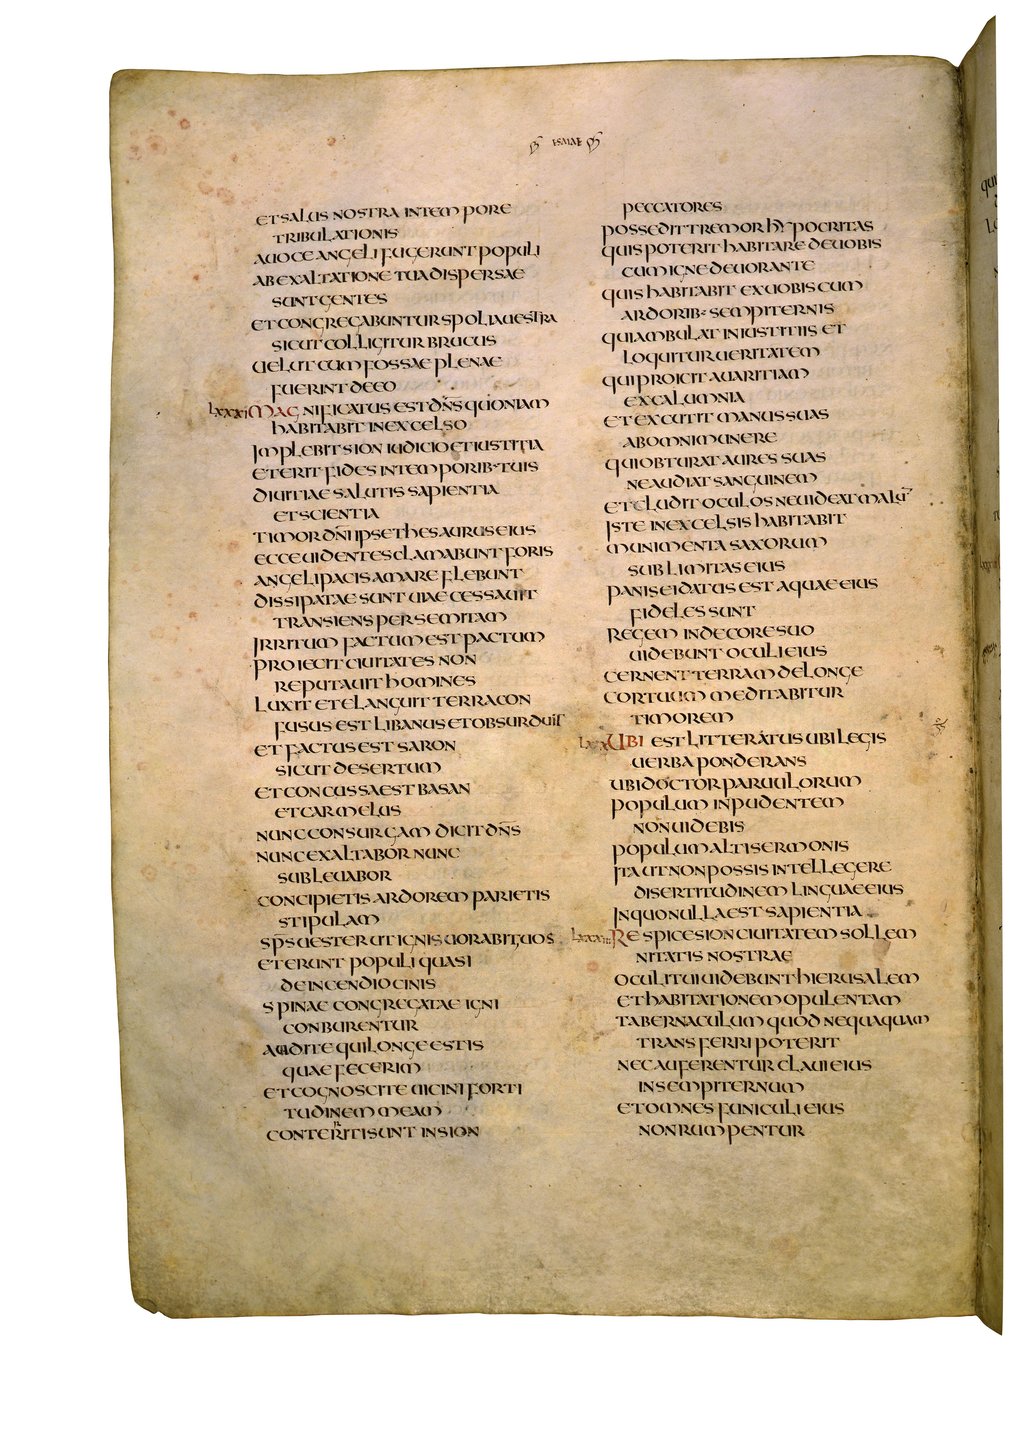 ESAIAE
ET SALUS NOSTRA IN TEMPORE
TRIBULATIONIS
A UOCE ANGELI FUGERUNT POPULI
AB EXALTATIONE TUA DISPERSAE
SUNT GENTES
ET CONGREGABUNTUR SPOLIA UESTRA
SICUT COLLIGITUR BRUCUS
UELUT CUM FOSSAE PLENAE
FUERINT DE EO
MAGNIFICATUS EST DN̅S QUONIAM
HABITABIT IN EXCELSO
IMPLEBIT SION IUDICIO ET IUSTITIA
ET ERIT FIDES IN TEMPORIB· TUIS
DIUITIAE SALUTIS SAPIENTIA
ET SCIENTIA
TIMOR DN̅I IPSE THESAURUS EIUS
ECCE UIDENTES CLAMABUNT FORIS
ANGELI PACIS AMARE FLEBUNT
DISSIPATAE SUNT UIAE CESSAUIT
TRANSIENS PER SEMITAM
IRRITUM FACTUM EST PACTUM
PROIECIT CIUITATES NON
REPUTAUIT HOMINES
LUXIT ET ELANGUIT TERRA CON
FUSUS EST LIBANUS ET OBSURDUIT
ET FACTUS EST SARON
SICUT DESERTUM
ET CONCUSSA EST BASAN
ET CARMELUS
NUNC CONSURGAM DICIT DN̅S
NUNC EXALTABOR NUNC
SUBLEUABOR
CONCIPIETIS ARDOREM PARIETIS
STIPULAM
SP̅S UESTER UT IGNIS UORABIT UOS
ET ERUNT POPULI QUASI
DE INCENDIO CINIS
SPINAE CONGREGATAE IGNI
CONBURENTUR
AUDITE QUI LONGE ESTIS
QUAE FECERIM
ET COGNOSCITE UICINI FORTI
TUDINEM MEAM
CONTERRITI SUNT IN SION
PECCATORES
POSSEDIT TREMOR HYPOCRITAS
QUIS POTERIT HABITARE DE UOBIS
CUM IGNE DEUORANTE
QUIS HABITABIT EX UOBIS CUM
ARDORIB· SEMPITERNIS
QUI AMBULAT IN IUSTITIIS ET
LOQUITUR UERITATEM
QUI PROICIT AUARITIAM
EX CALUMNIA
ET EXCUTIT MANUS SUAS
AB OMNI MUNERE
QUI OBTURAT AURES SUAS
NE AUDIAT SANGUINEM
ET CLUDIT OCULOS NE UIDEAT MALU̅
ISTE IN EXCELSIS HABITABIT
MUNIMENTA SAXORUM
SUBLIMITAS EIUS
PANIS EI DATUS EST AQUAE EIUS
FIDELES SUNT
REGEM IN DECORE SUO
UIDEBUNT OCULI EIUS
CERNENT TERRAM DE LONGE
COR TUUM MEDITABITUR
TIMOREM
UBI EST LITTERATUS UBI LEGIS
UERBA PONDERANS
UBI DOCTOR PARUULORUM
POPULUM INPUDENTEM
NON UIDEBIS
POPULUM ALTI SERMONIS
ITA UT NON POSSIS INTELLEGERE
DISERTITUDINEM LINGUAE EIUS
IN QUO NULLA EST SAPIENTIA
RESPICE SION CIUITATEM SOLLEM
NITATIS NOSTRAE
OCULI TUI UIDEBUNT HIERUSALEM
ET HABITATIONEM OPULENTAM
TABERNACULUM QUOD NEQUAQUAM
TRANSFERRI POTERIT
NEC AUFERENTUR CLAUI EIUS
IN SEMPITERNUM
ET OMNES FUNICULI EIUS
NON RUMPENTUR